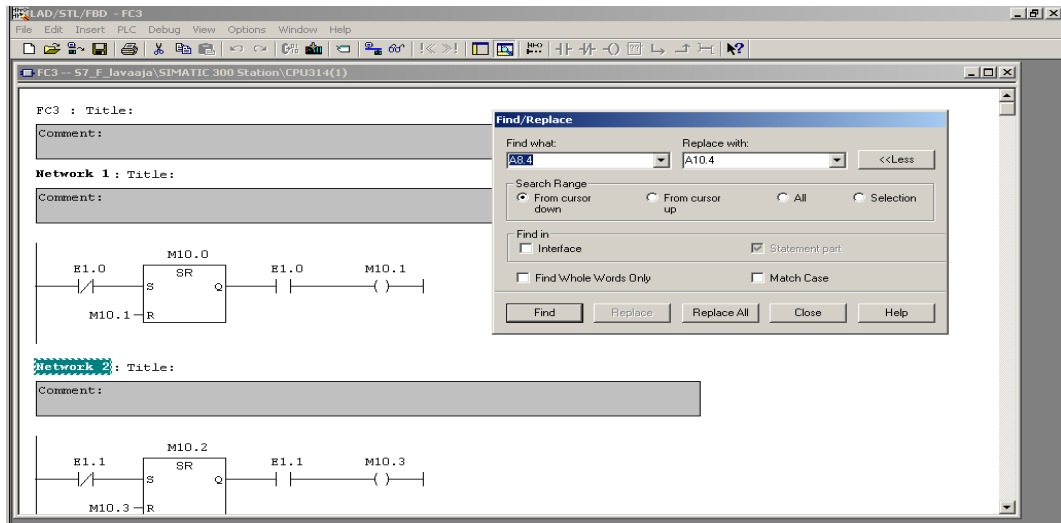 LAD/STL/FBD - FC3
File Edit Insert PLC Debug View Options Window Help
FC3 -- S7_F_lavaaja\SIMATIC 300 Station\CPU314(1)
FC3 : Title:
Comment:
Network 1: Title:
Comment:
M10.0
E1.0 SR E1.0 M10.1
S Q
M10.1 R
Network 2: Title:
Comment:
M10.2
E1.1 SR E1.1 M10.3
S Q
M10.3 R
Find/Replace
Find what: Replace with:
A8.4 A10.4 <<Less
Search Range
From cursor down From cursor up All Selection
Find in
Interface Statement part
Find Whole Words Only Match Case
Find Replace Replace All Close Help